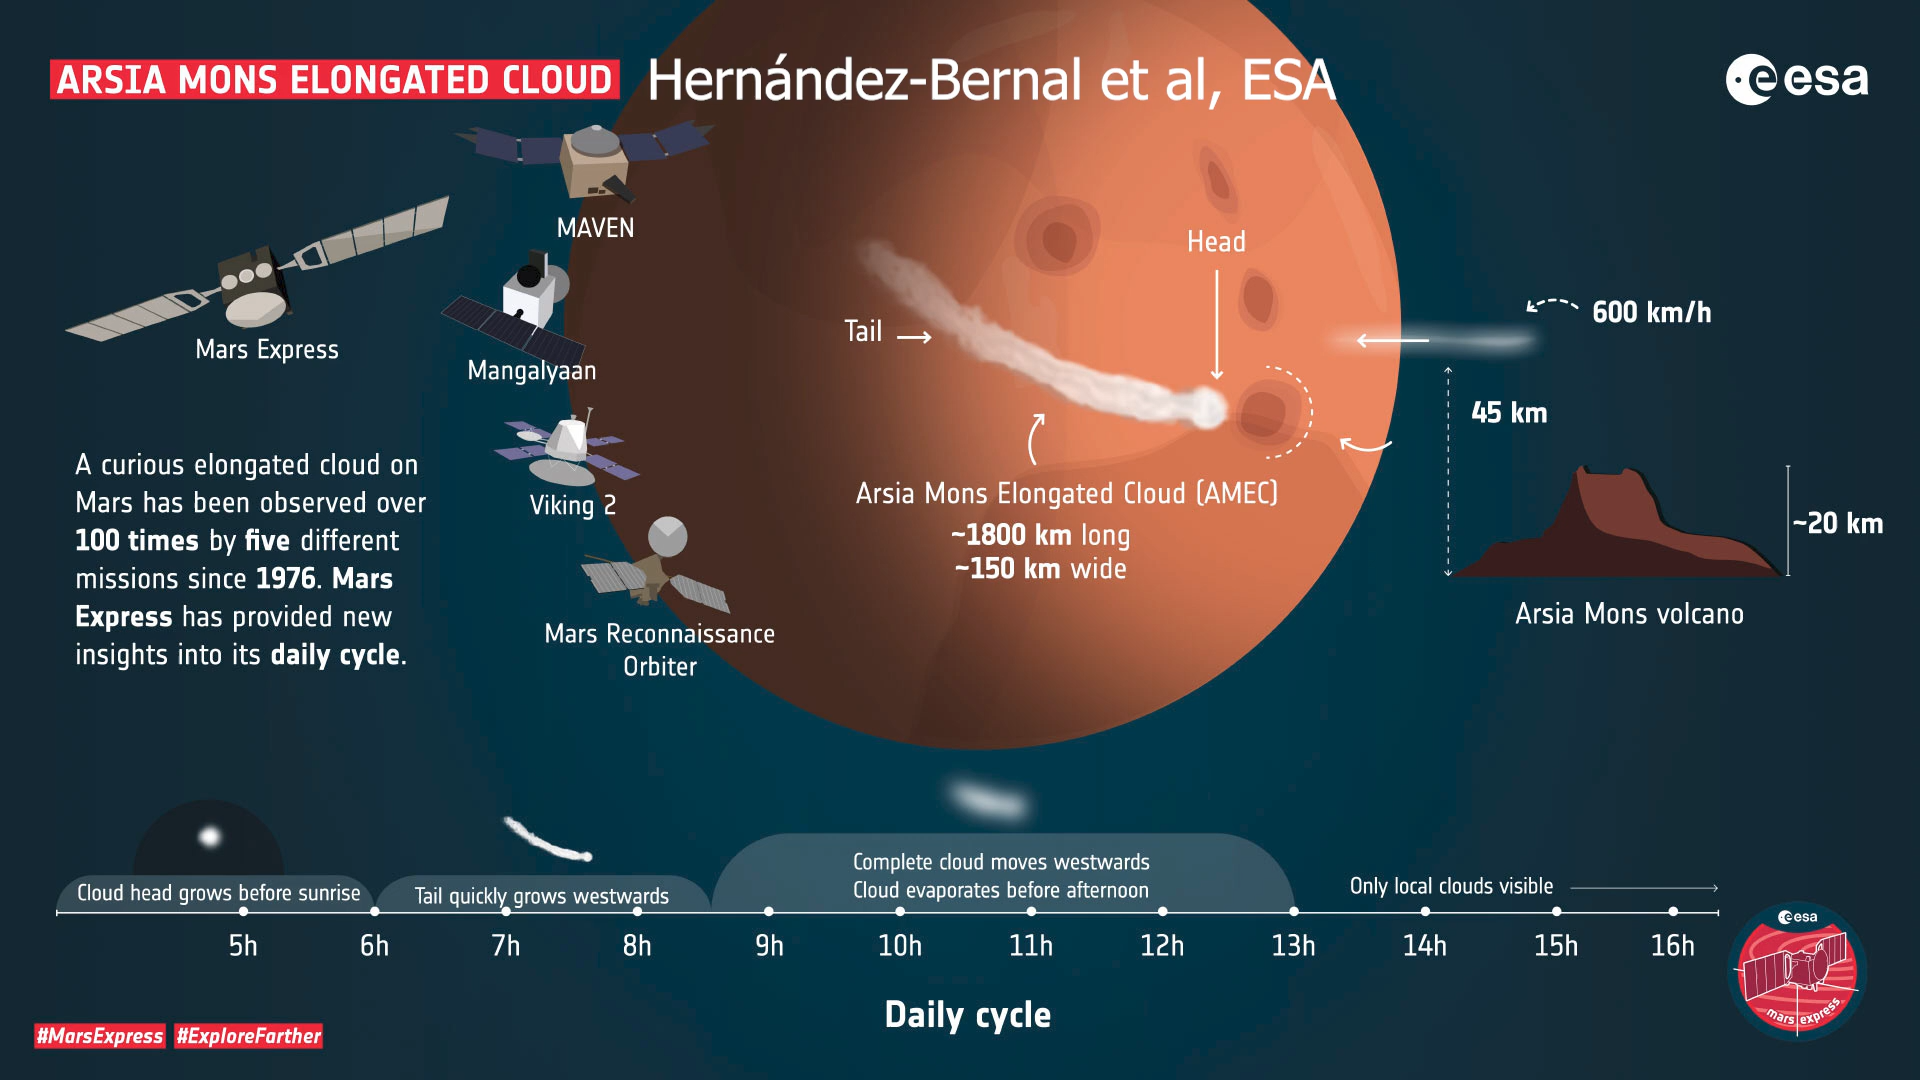 ARSIA MONS ELONGATED CLOUD
Hernández-Bernal et al, ESA
esa
MAVEN
Mars Express
Mangalyaan
Viking 2
Mars Reconnaissance
Orbiter
A curious elongated cloud on
Mars has been observed over
100 times by five different
missions since 1976. Mars
Express has provided new
insights into its daily cycle.
Head
Tail
Arsia Mons Elongated Cloud (AMEC)
~1800 km long
~150 km wide
600 km/h
45 km
~20 km
Arsia Mons volcano
Cloud head grows before sunrise
Tail quickly grows westwards
Complete cloud moves westwards
Cloud evaporates before afternoon
Only local clouds visible
5h 6h 7h 8h 9h 10h 11h 12h 13h 14h 15h 16h
Daily cycle
#MarsExpress #ExploreFarther
esa
mars express